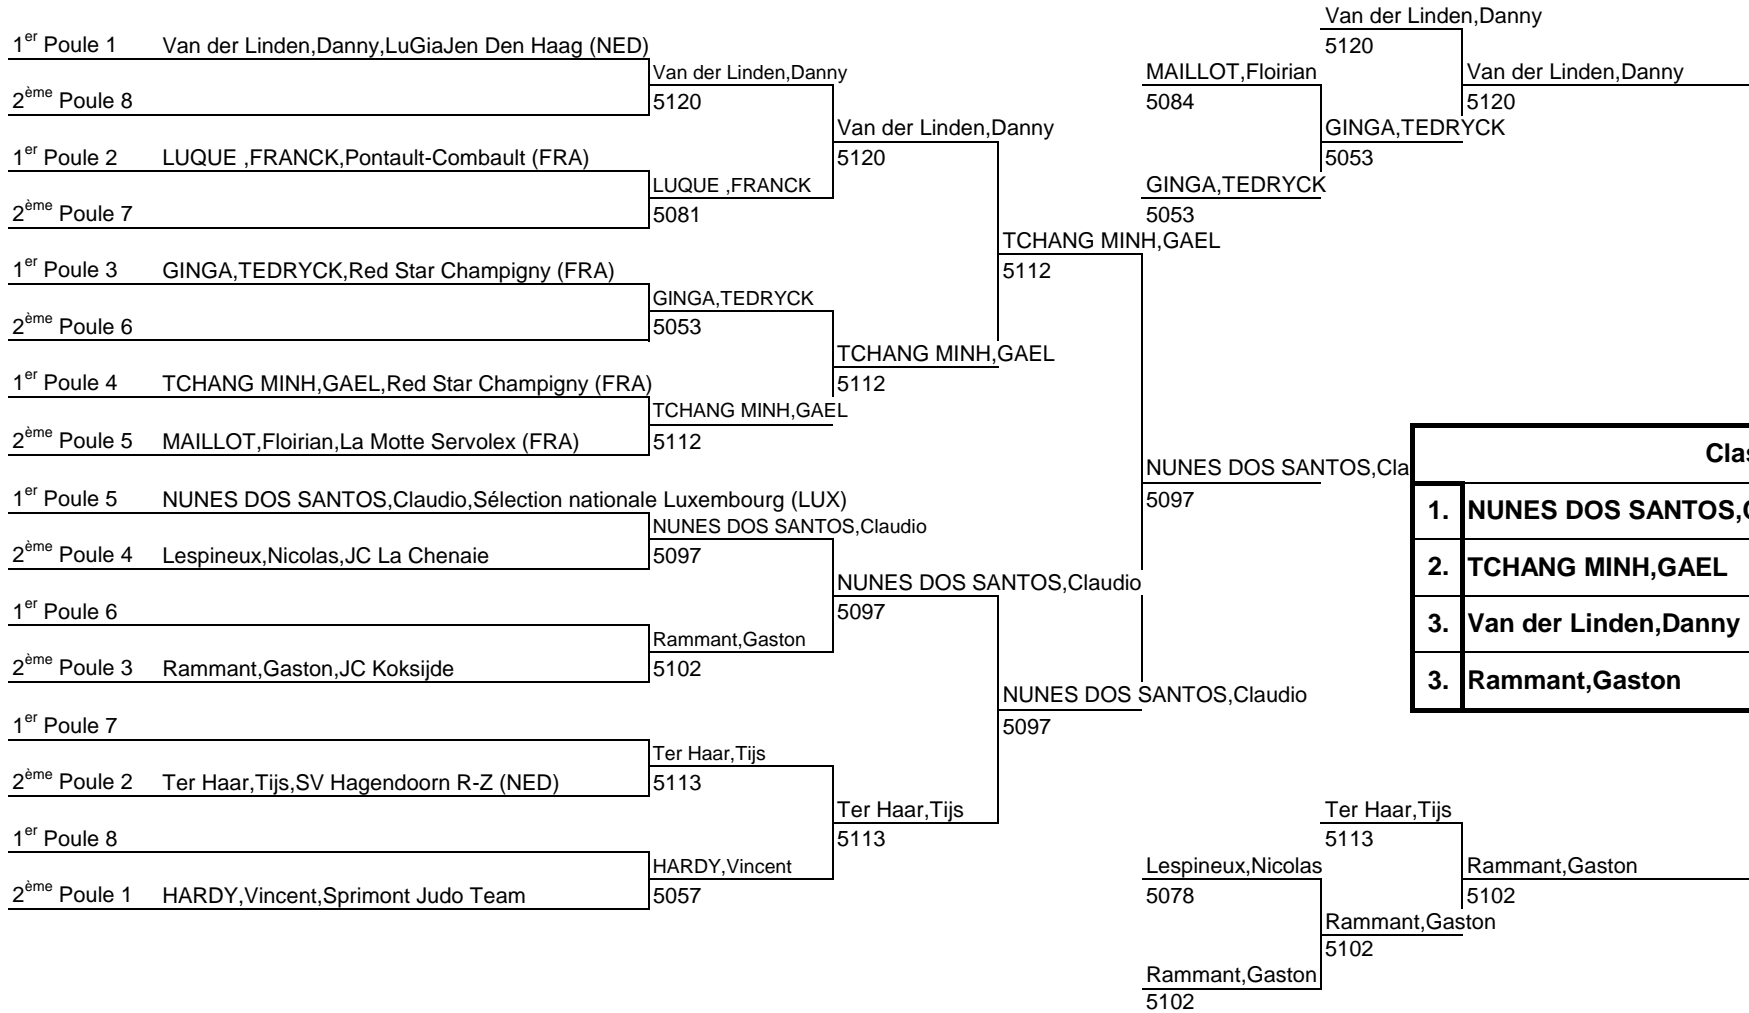 1er Poule 1 Van der Linden,Danny,LuGiaJen Den Haag (NED)
2ème Poule 8
1er Poule 2 LUQUE ,FRANCK,Pontault-Combault (FRA)
2ème Poule 7
1er Poule 3 GINGA,TEDRYCK,Red Star Champigny (FRA)
2ème Poule 6
1er Poule 4 TCHANG MINH,GAEL,Red Star Champigny (FRA)
2ème Poule 5 MAILLOT,Floirian,La Motte Servolex (FRA)
1er Poule 5 NUNES DOS SANTOS,Claudio,Sélection nationale Luxembourg (LUX)
2ème Poule 4 Lespineux,Nicolas,JC La Chenaie
1er Poule 6
2ème Poule 3 Rammant,Gaston,JC Koksijde
1er Poule 7
2ème Poule 2 Ter Haar,Tijs,SV Hagendoorn R-Z (NED)
1er Poule 8
2ème Poule 1 HARDY,Vincent,Sprimont Judo Team
Van der Linden,Danny
5120
LUQUE ,FRANCK
5081
GINGA,TEDRYCK
5053
TCHANG MINH,GAEL
5112
NUNES DOS SANTOS,Claudio
5097
Rammant,Gaston
5102
Ter Haar,Tijs
5113
HARDY,Vincent
5057
Van der Linden,Danny
5120
TCHANG MINH,GAEL
5112
NUNES DOS SANTOS,Claudio
5097
Ter Haar,Tijs
5113
TCHANG MINH,GAEL
5112
NUNES DOS SANTOS,Claudio
5097
NUNES DOS SANTOS,Cla
5097
MAILLOT,Floirian
5084
GINGA,TEDRYCK
5053
Van der Linden,Danny
5120
GINGA,TEDRYCK
5053
Van der Linden,Danny
5120
Clas
1. NUNES DOS SANTOS,C
2. TCHANG MINH,GAEL
3. Van der Linden,Danny
3. Rammant,Gaston
Lespineux,Nicolas
5078
Rammant,Gaston
5102
Ter Haar,Tijs
5113
Rammant,Gaston
5102
Rammant,Gaston
5102